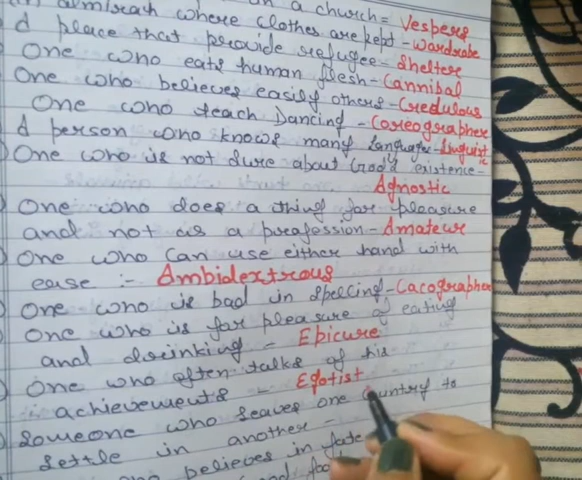 a church = Vespers
almirah where clothes are kept - Wardrobe
A place that provide refugee - Shelter
One who eats human flesh - Cannibal
One who believes easily others - Credulous
One who teach Dancing - Coreographer
A person who knows many languages - Linguist
One who is not sure about God's existence -
Agnostic
One who does a thing for pleasure
and not as a profession - Amateur
One who can use either hand with
ease :- Ambidextrous
One who is bad in spelling - Cacographer
One who is for pleasure of eating
and drinking - Epicure
One who often talks of his
achievements - Egotist
Someone who leaves one country to
settle in another -
believes in fate